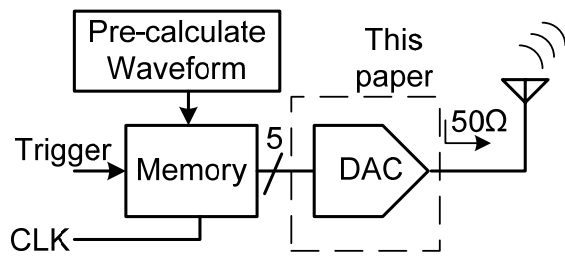 Pre-calculate
Waveform
This
paper
Trigger
Memory
5
DAC
50Ω
CLK